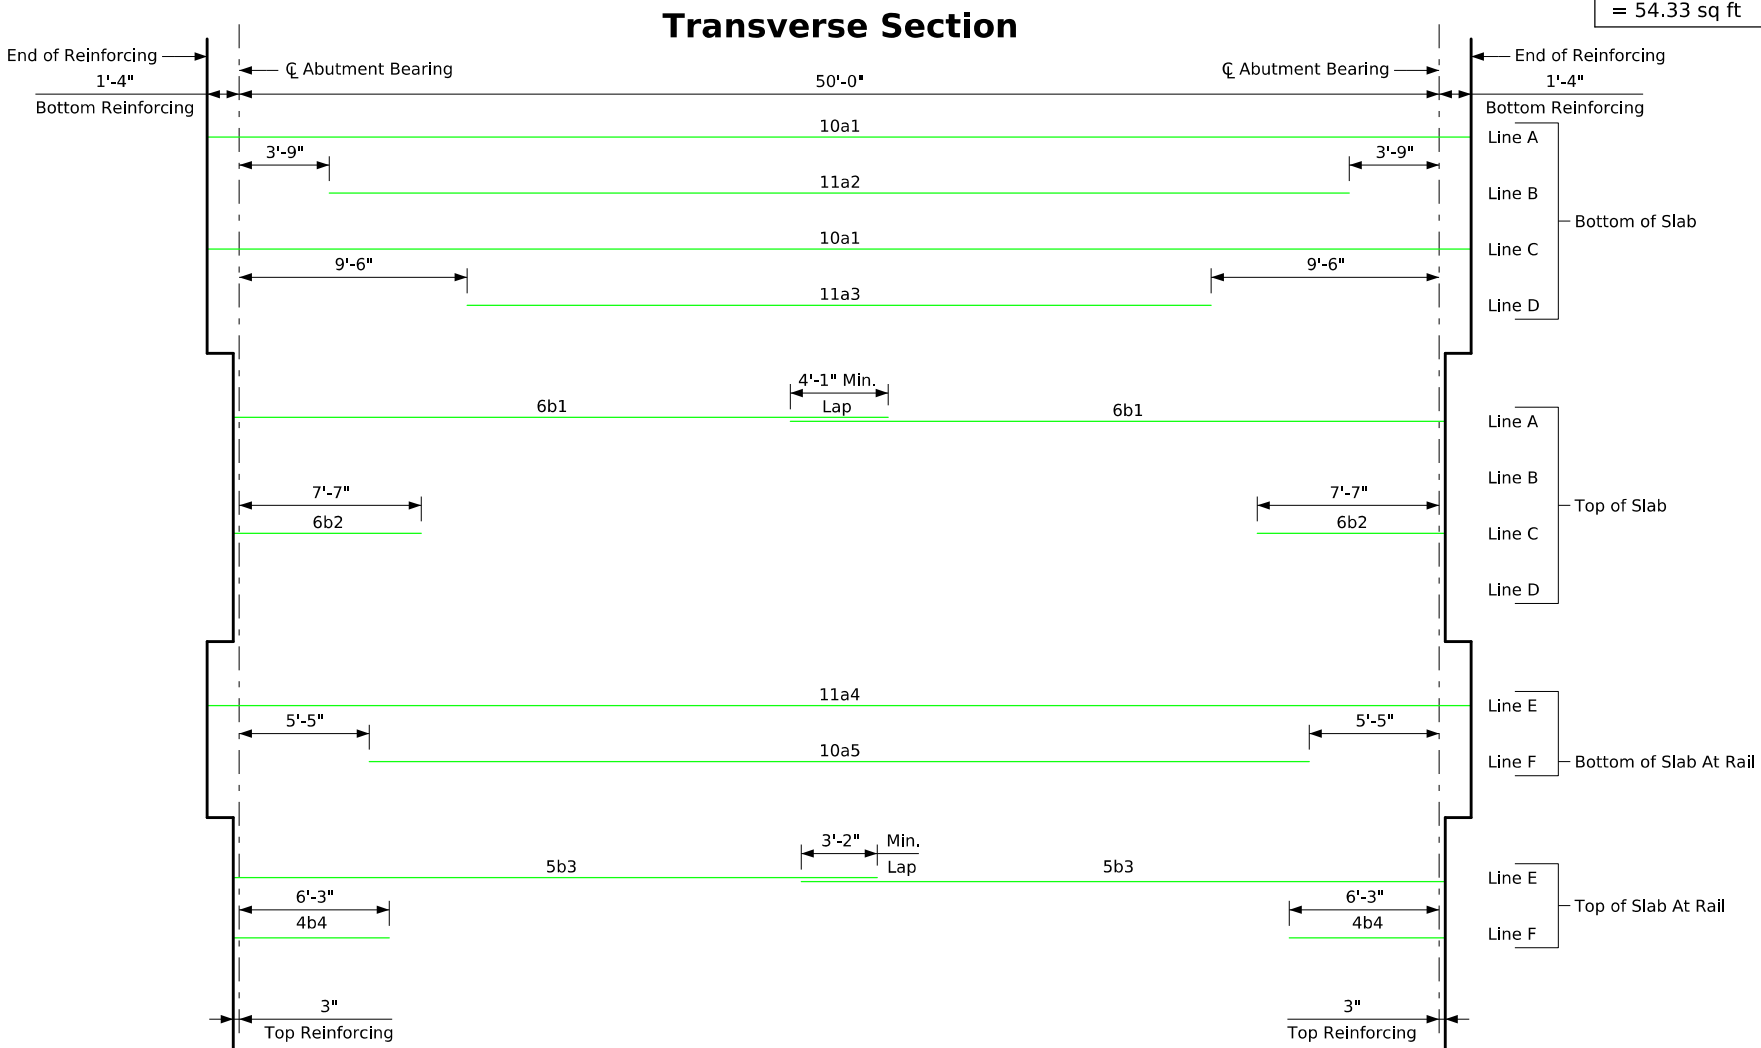 Transverse Section
= 54.33 sq ft
End of Reinforcing
℄ Abutment Bearing
℄ Abutment Bearing
End of Reinforcing
1'-4"
50'-0"
1'-4"
Bottom Reinforcing
Bottom Reinforcing
10a1
Line A
3'-9"
3'-9"
11a2
Line B
Bottom of Slab
10a1
Line C
9'-6"
9'-6"
11a3
Line D
4'-1" Min.
Lap
6b1
6b1
Line A
Line B
7'-7"
7'-7"
Top of Slab
6b2
6b2
Line C
Line D
11a4
Line E
5'-5"
5'-5"
10a5
Line F
Bottom of Slab At Rail
3'-2" Min.
Lap
5b3
5b3
Line E
6'-3"
6'-3"
Top of Slab At Rail
4b4
4b4
Line F
3"
3"
Top Reinforcing
Top Reinforcing